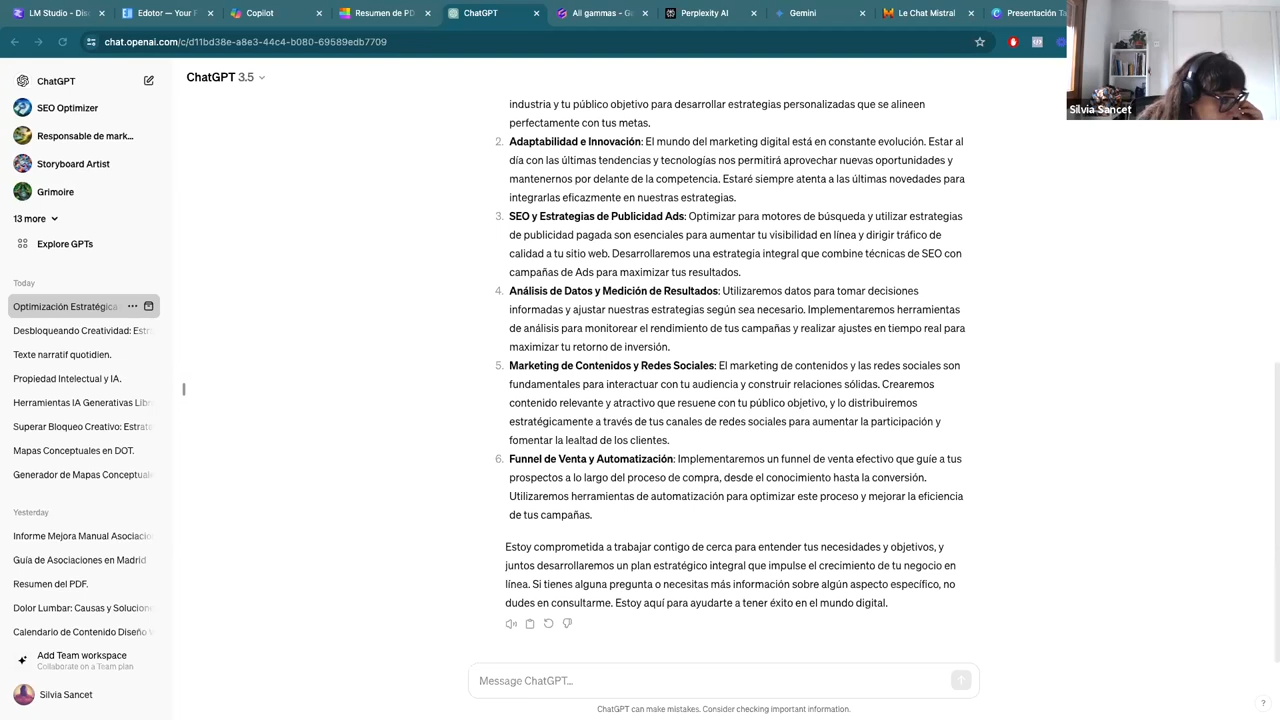 LM Studio - Dis
Edotor — Your F
Copilot
Resumen de PD
ChatGPT
All gammas - Ga
Perplexity AI
Gemini
Le Chat Mistral
Presentación Ta
chat.openai.com/c/d11bd38e-a8e3-44c4-b080-69589edb7709
Silvia Sancet
ChatGPT
SEO Optimizer
Responsable de mark...
Storyboard Artist
Grimoire
13 more
Explore GPTs
Today
Optimización Estratégica
Desbloqueando Creatividad: Estr
Texte narratif quotidien.
Propiedad Intelectual y IA.
Herramientas IA Generativas Libr
Superar Bloqueo Creativo: Estrat
Mapas Conceptuales en DOT.
Generador de Mapas Conceptual
Yesterday
Informe Mejora Manual Asociacio
Guía de Asociaciones en Madrid
Resumen del PDF.
Dolor Lumbar: Causas y Solucione
Calendario de Contenido Diseño
Add Team workspace
Collaborate on a Team plan
Silvia Sancet
ChatGPT 3.5
industria y tu público objetivo para desarrollar estrategias personalizadas que se alineen
perfectamente con tus metas.
2. Adaptabilidad e Innovación: El mundo del marketing digital está en constante evolución. Estar al
día con las últimas tendencias y tecnologías nos permitirá aprovechar nuevas oportunidades y
mantenernos por delante de la competencia. Estaré siempre atenta a las últimas novedades para
integrarlas eficazmente en nuestras estrategias.
3. SEO y Estrategias de Publicidad Ads: Optimizar para motores de búsqueda y utilizar estrategias
de publicidad pagada son esenciales para aumentar tu visibilidad en línea y dirigir tráfico de
calidad a tu sitio web. Desarrollaremos una estrategia integral que combine técnicas de SEO con
campañas de Ads para maximizar tus resultados.
4. Análisis de Datos y Medición de Resultados: Utilizaremos datos para tomar decisiones
informadas y ajustar nuestras estrategias según sea necesario. Implementaremos herramientas
de análisis para monitorear el rendimiento de tus campañas y realizar ajustes en tiempo real para
maximizar tu retorno de inversión.
5. Marketing de Contenidos y Redes Sociales: El marketing de contenidos y las redes sociales son
fundamentales para interactuar con tu audiencia y construir relaciones sólidas. Crearemos
contenido relevante y atractivo que resuene con tu público objetivo, y lo distribuiremos
estratégicamente a través de tus canales de redes sociales para aumentar la participación y
fomentar la lealtad de los clientes.
6. Funnel de Venta y Automatización: Implementaremos un funnel de venta efectivo que guíe a tus
prospectos a lo largo del proceso de compra, desde el conocimiento hasta la conversión.
Utilizaremos herramientas de automatización para optimizar este proceso y mejorar la eficiencia
de tus campañas.
Estoy comprometida a trabajar contigo de cerca para entender tus necesidades y objetivos, y
juntos desarrollaremos un plan estratégico integral que impulse el crecimiento de tu negocio en
línea. Si tienes alguna pregunta o necesitas más información sobre algún aspecto específico, no
dudes en consultarme. Estoy aquí para ayudarte a tener éxito en el mundo digital.
Message ChatGPT...
ChatGPT can make mistakes. Consider checking important information.
?